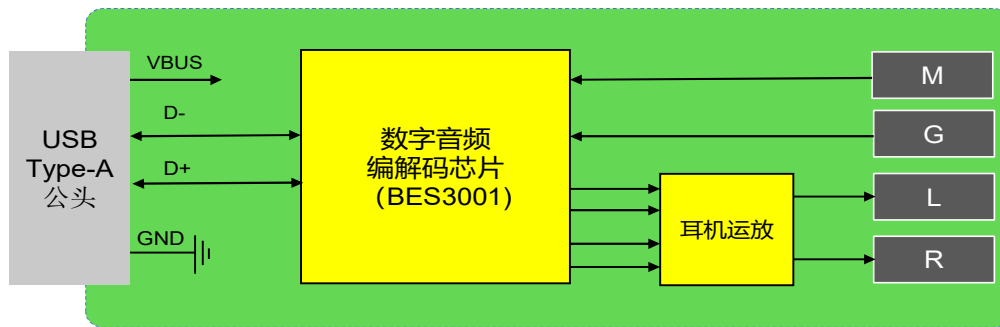 VBUS
D-
D+
GND
USB
Type-A
公头
数字音频
编解码芯片
（BES3001)
耳机运放
M
G
L
R